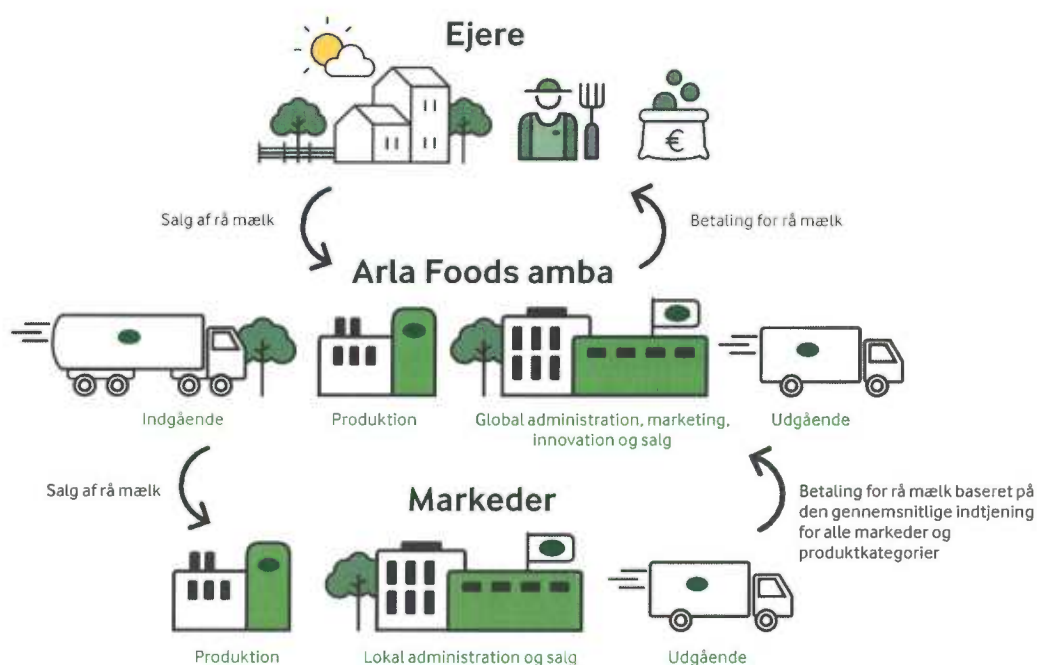 Ejere
€
Salg af rå mælk
Betaling for rå mælk
Arla Foods amba
Indgående
Produktion
Global administration, marketing,
innovation og salg
Udgående
Salg af rå mælk
Markeder
Betaling for rå mælk baseret på
den gennemsnitlige indtjening
for alle markeder og
produktkategorier
Produktion
Lokal administration og salg
Udgående